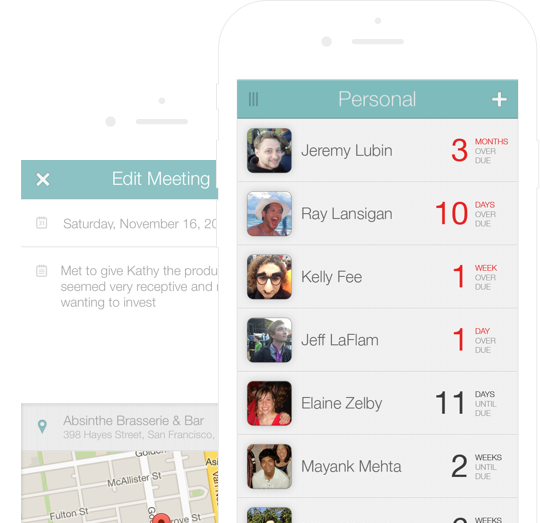 Personal
Jeremy Lubin
3 MONTHS
OVER
DUE
Ray Lansigan
10 DAYS
OVER
DUE
Kelly Fee
1 WEEK
OVER
DUE
Jeff LaFlam
1 DAY
OVER
DUE
Elaine Zelby
11 DAYS
UNTIL
DUE
Mayank Mehta
2 WEEKS
UNTIL
DUE
WEEKS
Edit Meeting
Saturday, November 16, 20
Met to give Kathy the produ
seemed very receptive and
wanting to invest
Absinthe Brasserie & Bar
398 Hayes Street, San Francisco,
McAllister St
Fulton St